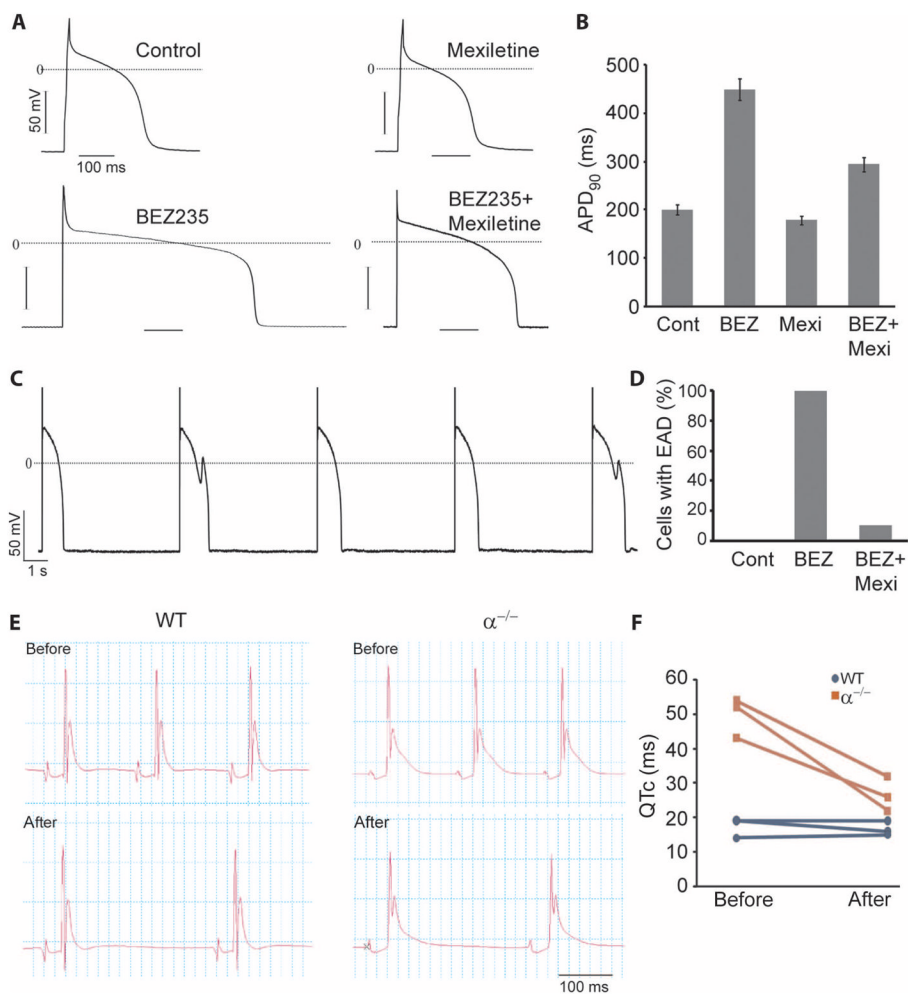 A
Control
0
50 mV
100 ms
Mexiletine
0
BEZ235
0
BEZ235+
Mexiletine
0
B
APD90 (ms)
500
400
300
200
100
0
Cont BEZ Mexi BEZ+
Mexi
C
0
50 mV
1 s
D
Cells with EAD (%)
100
80
60
40
20
0
Cont BEZ BEZ+
Mexi
E
WT
α−/−
Before
Before
After
After
100 ms
F
WT
α−/−
QTc (ms)
60
50
40
30
20
10
0
Before After